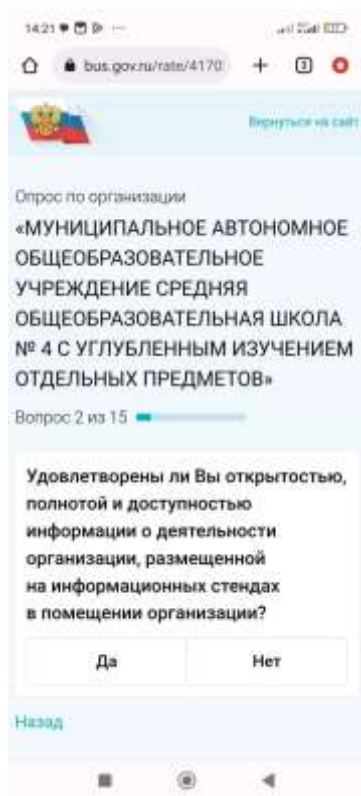 14:21
bus.gov.ru/rate/4170
3
Вернуться на сайт
Опрос по организации
«МУНИЦИПАЛЬНОЕ АВТОНОМНОЕ
ОБЩЕОБРАЗОВАТЕЛЬНОЕ
УЧРЕЖДЕНИЕ СРЕДНЯЯ
ОБЩЕОБРАЗОВАТЕЛЬНАЯ ШКОЛА
№ 4 С УГЛУБЛЕННЫМ ИЗУЧЕНИЕМ
ОТДЕЛЬНЫХ ПРЕДМЕТОВ»
Вопрос 2 из 15
Удовлетворены ли Вы открытостью,
полнотой и доступностью
информации о деятельности
организации, размещенной
на информационных стендах
в помещении организации?
Да Нет
Назад